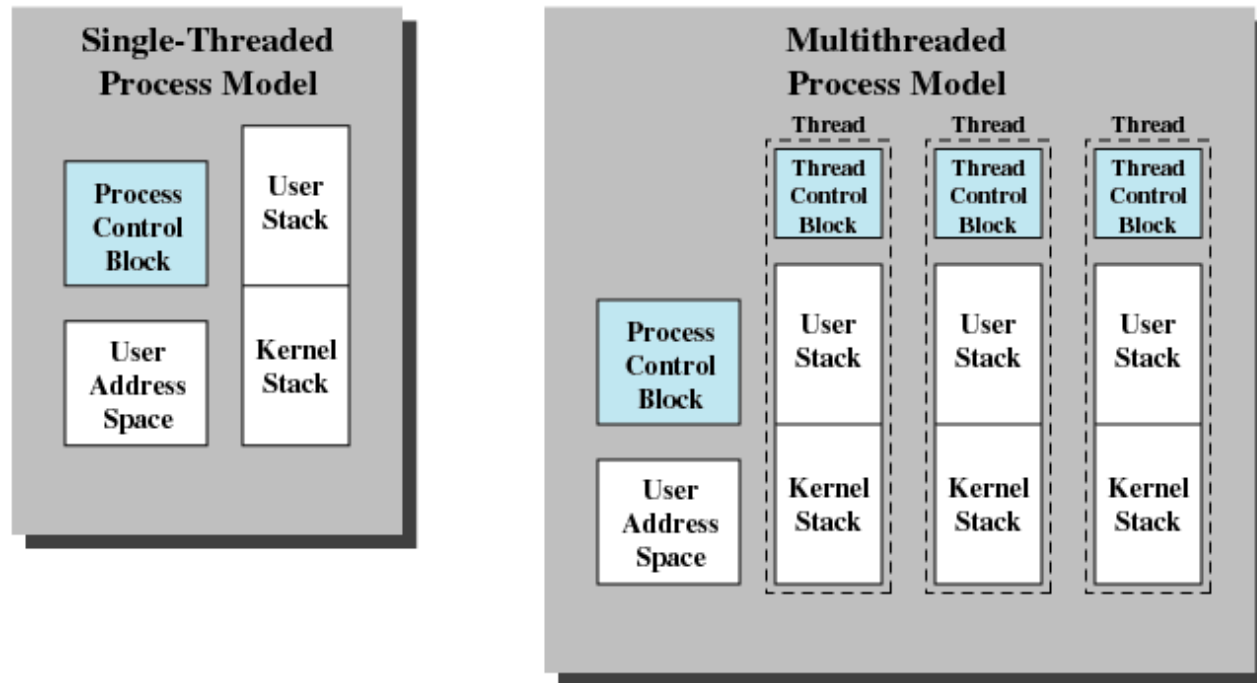 Single-Threaded
Process Model
Process
Control
Block
User
Address
Space
User
Stack
Kernel
Stack
Multithreaded
Process Model
Process
Control
Block
User
Address
Space
Thread
Thread
Control
Block
User
Stack
Kernel
Stack
Thread
Thread
Control
Block
User
Stack
Kernel
Stack
Thread
Thread
Control
Block
User
Stack
Kernel
Stack